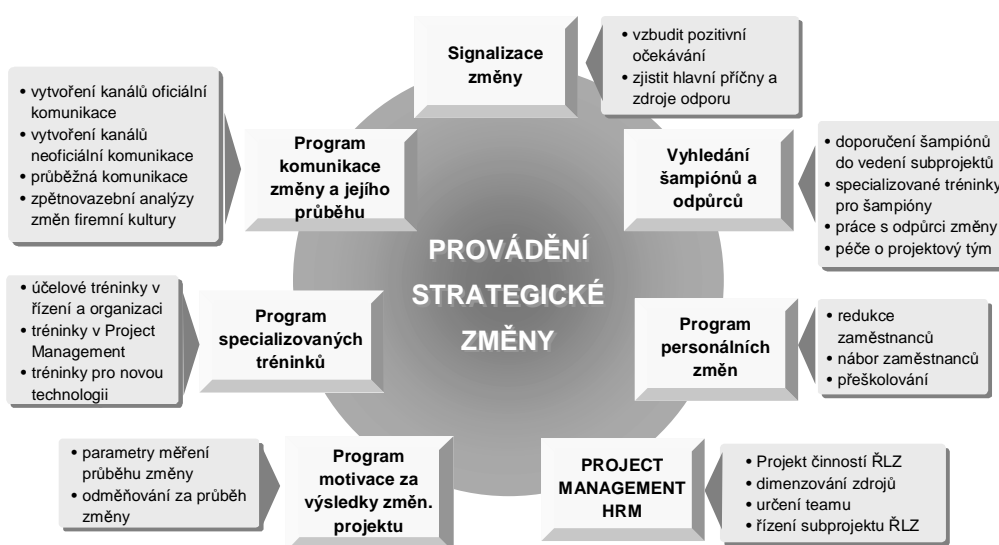 Signalizace
změny
• vzbudit pozitivní
očekávání
• zjistit hlavní příčny a
zdroje odporu
• vytvoření kanálů oficiální
komunikace
• vytvoření kanálů
neoficiální komunikace
• průběžná komunikace
• zpětnovazební analýzy
změn firemní kultury
Program
komunikace
změny a jejího
průběhu
Vyhledání
šampiónů a
odpůrců
• doporučení šampiónů
do vedení subprojektů
• specializované tréninky
pro šampióny
• práce s odpůrci změny
• péče o projektový tým
PROVÁDĚNÍ
STRATEGICKÉ
ZMĚNY
• účelové tréninky v
řízení a organizaci
• tréninky v Project
Management
• tréninky pro novou
technologii
Program
specializovaných
tréninků
Program
personálních
změn
• redukce
zaměstnanců
• nábor zaměstnanců
• přeškolování
• parametry měření
průběhu změny
• odměňování za průběh
změny
Program
motivace za
výsledky změn.
projektu
PROJECT
MANAGEMENT
HRM
• Projekt činností ŘLZ
• dimenzování zdrojů
• určení teamu
• řízení subprojektu ŘLZ